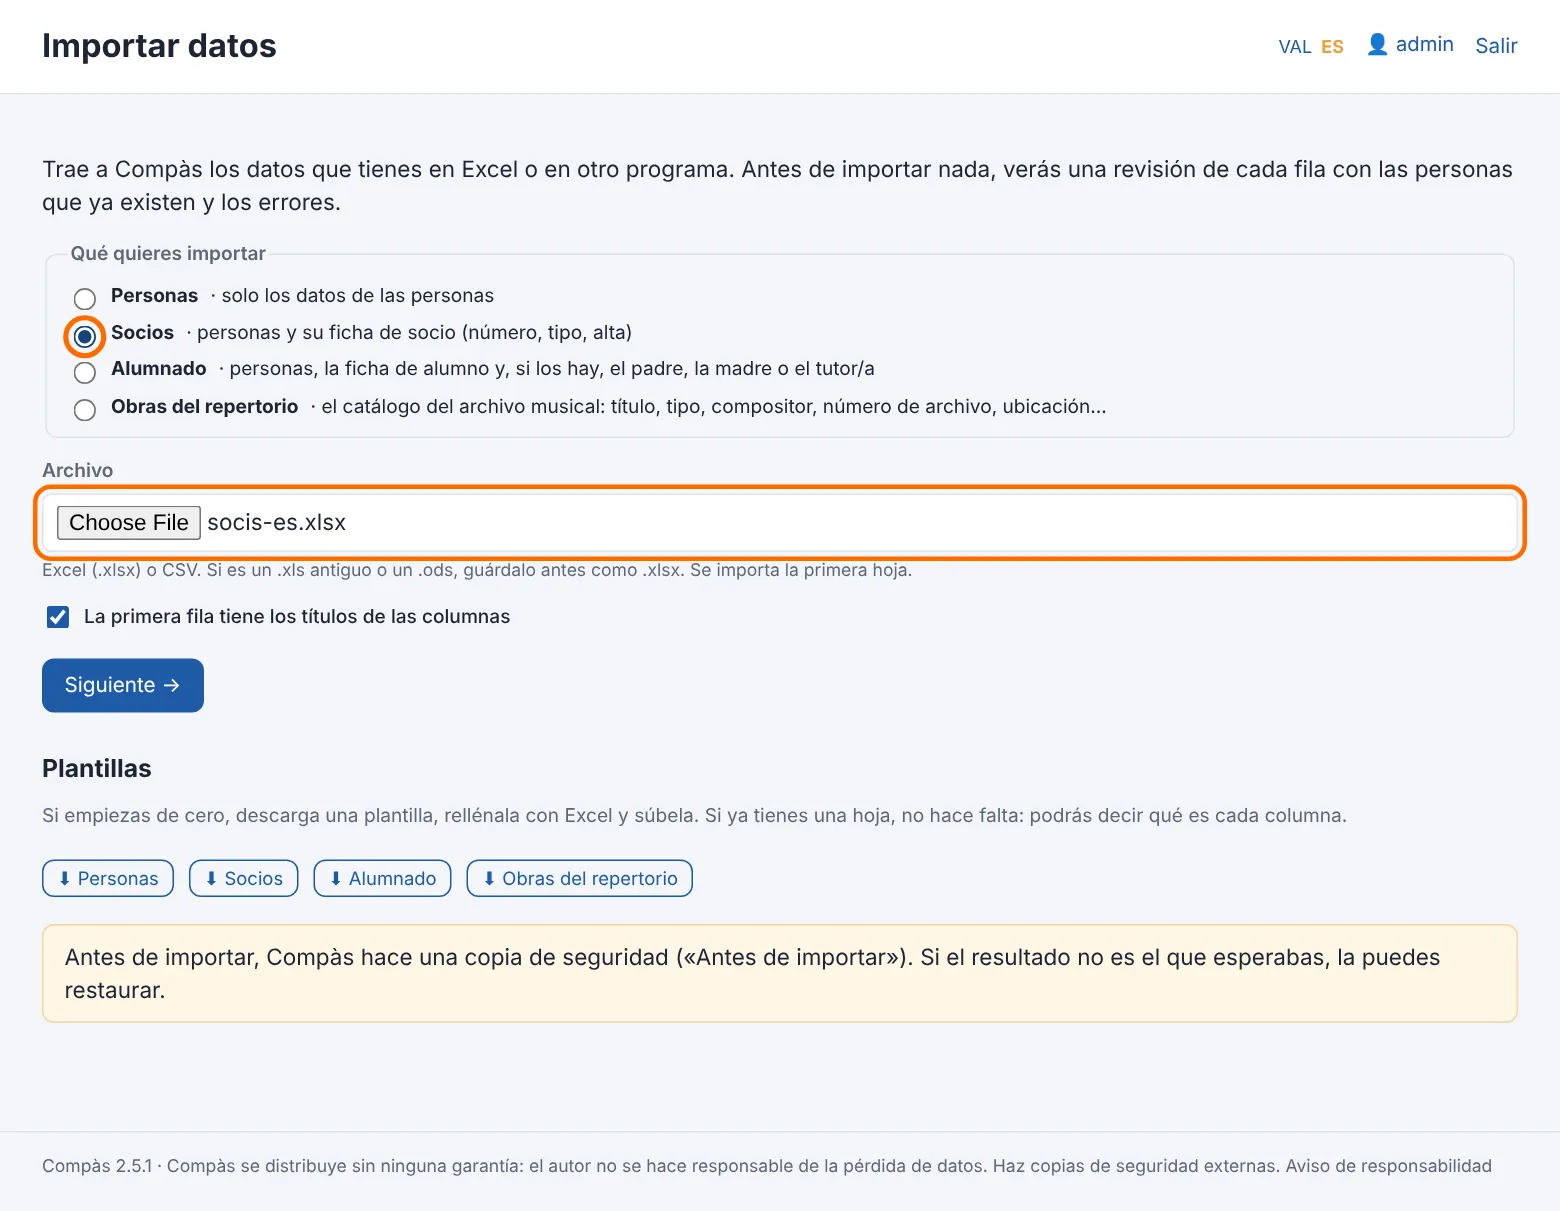 Importar datos
VAL ES admin Salir
Trae a Compàs los datos que tienes en Excel o en otro programa. Antes de importar nada, verás una revisión de cada fila con las personas
que ya existen y los errores.
Qué quieres importar
Personas · solo los datos de las personas
Socios · personas y su ficha de socio (número, tipo, alta)
Alumnado · personas, la ficha de alumno y, si los hay, el padre, la madre o el tutor/a
Obras del repertorio · el catálogo del archivo musical: título, tipo, compositor, número de archivo, ubicación...
Archivo
Choose File socis-es.xlsx
Excel (.xlsx) o CSV. Si es un .xls antiguo o un .ods, guárdalo antes como .xlsx. Se importa la primera hoja.
La primera fila tiene los títulos de las columnas
Siguiente →
Plantillas
Si empiezas de cero, descarga una plantilla, rellénala con Excel y súbela. Si ya tienes una hoja, no hace falta: podrás decir qué es cada columna.
⬇ Personas ⬇ Socios ⬇ Alumnado ⬇ Obras del repertorio
Antes de importar, Compàs hace una copia de seguridad («Antes de importar»). Si el resultado no es el que esperabas, la puedes
restaurar.
Compàs 2.5.1 · Compàs se distribuye sin ninguna garantía: el autor no se hace responsable de la pérdida de datos. Haz copias de seguridad externas. Aviso de responsabilidad